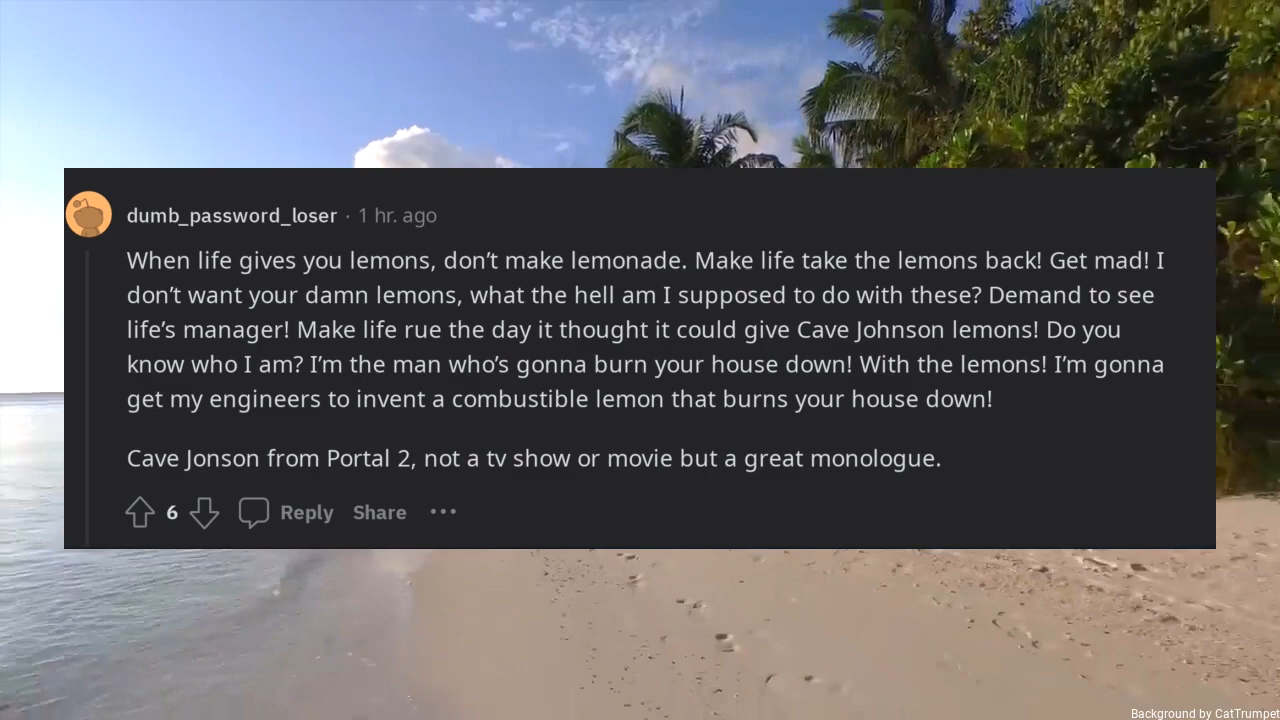 dumb_password_loser · 1 hr. ago
When life gives you lemons, don’t make lemonade. Make life take the lemons back! Get mad! I
don’t want your damn lemons, what the hell am I supposed to do with these? Demand to see
life’s manager! Make life rue the day it thought it could give Cave Johnson lemons! Do you
know who I am? I’m the man who’s gonna burn your house down! With the lemons! I’m gonna
get my engineers to invent a combustible lemon that burns your house down!
Cave Jonson from Portal 2, not a tv show or movie but a great monologue.
6 Reply Share •••
Background by CatTrumpet